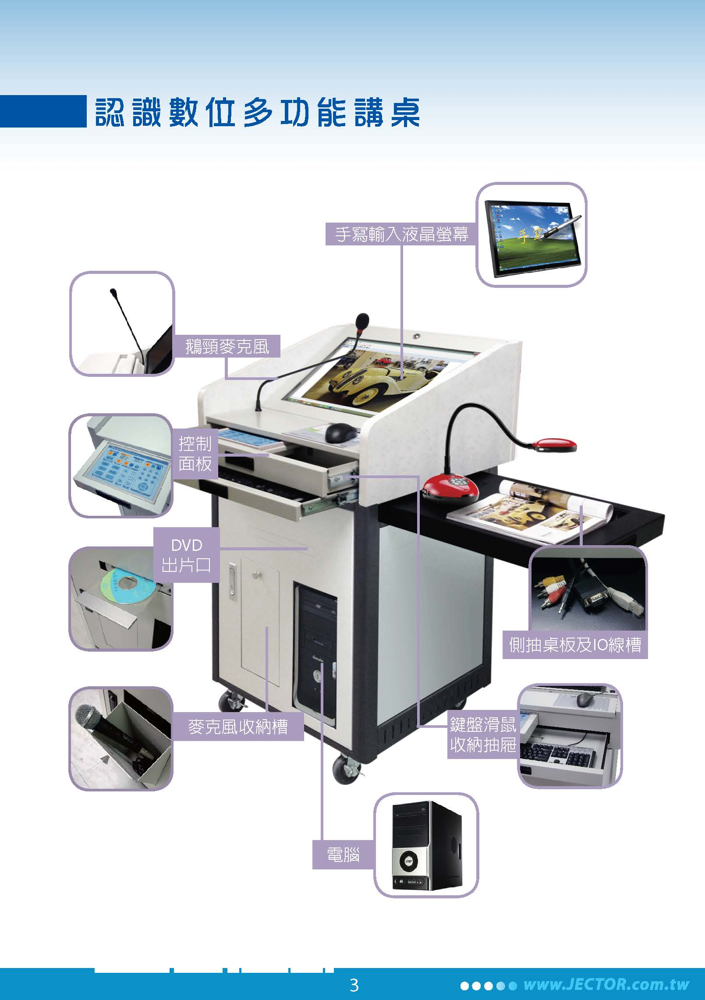 認識數位多功能講桌
手寫輸入液晶螢幕
手寫
鵝頸麥克風
控制
面板
DVD
出片口
側抽桌板及IO線槽
麥克風收納槽
鍵盤滑鼠
收納抽屜
電腦
3
www.JECTOR.com.tw